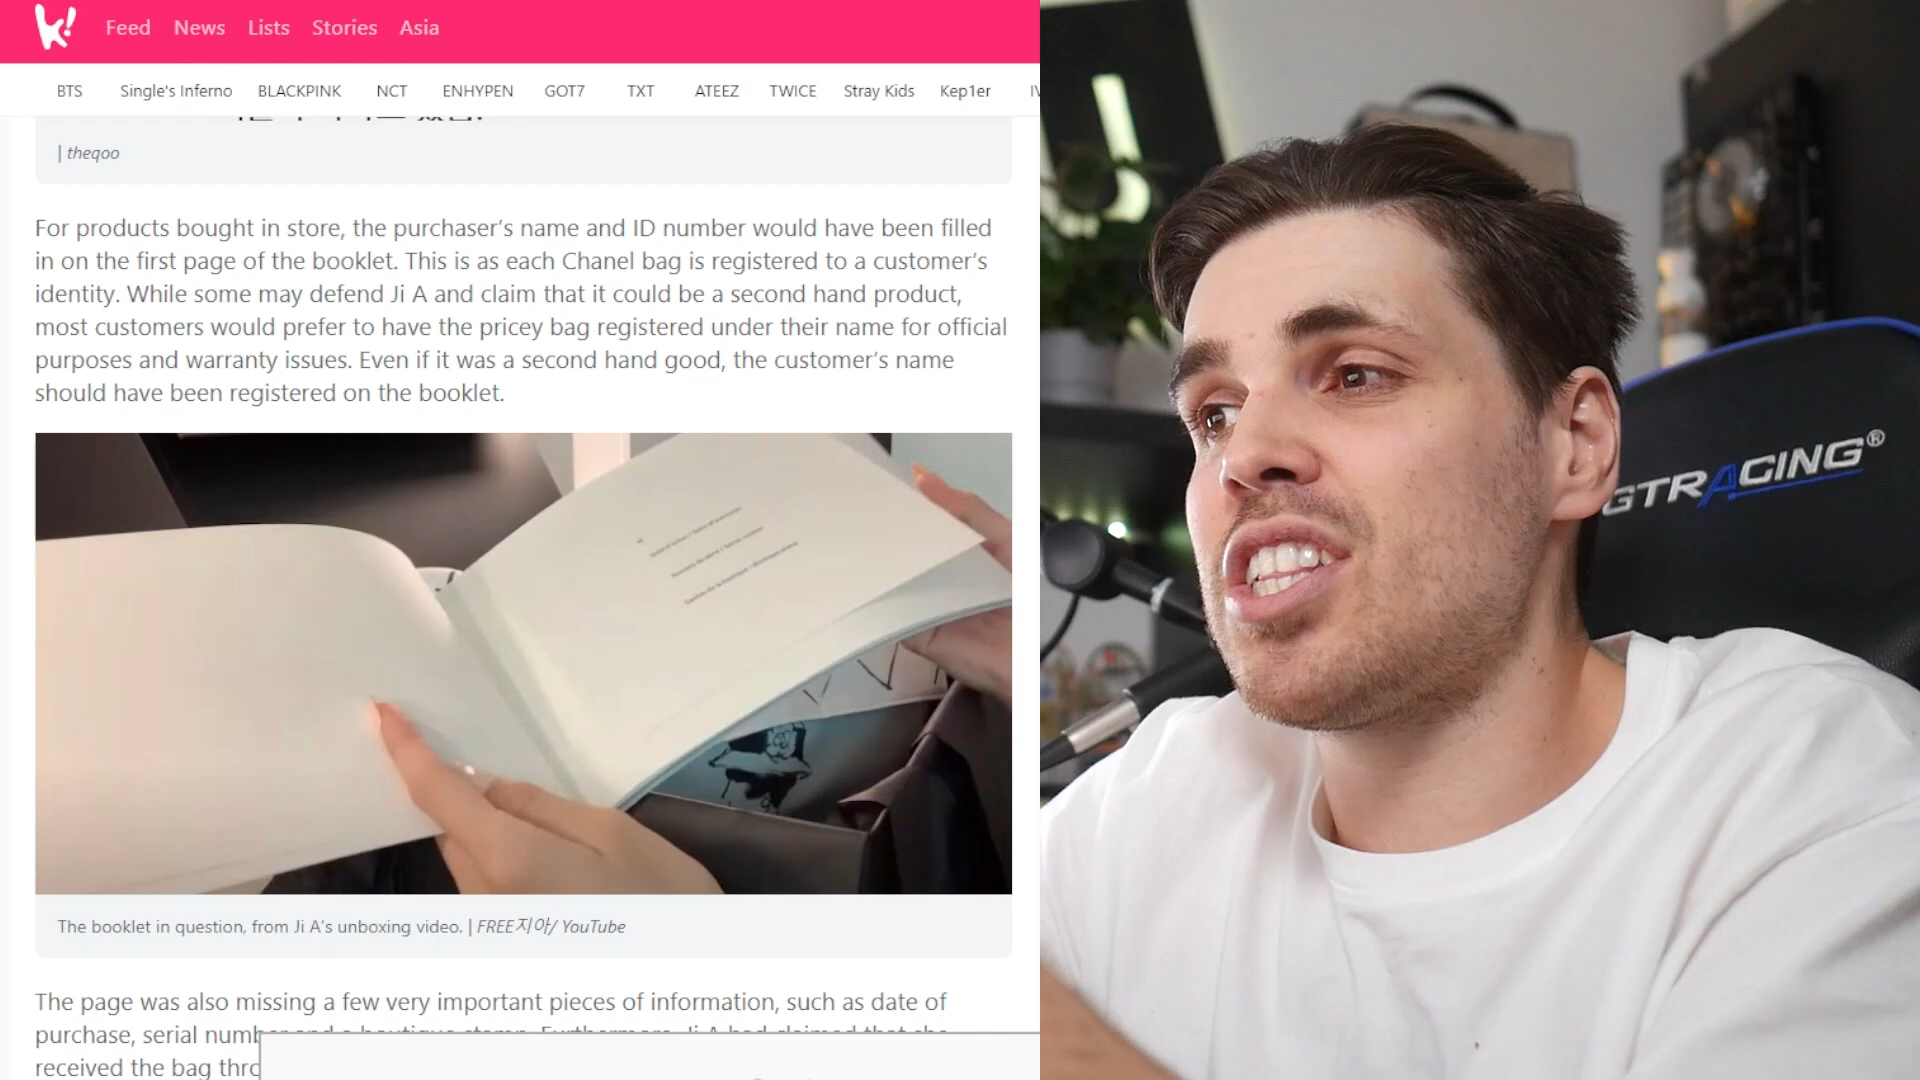 k!
Feed News Lists Stories Asia
BTS Single's Inferno BLACKPINK NCT ENHYPEN GOT7 TXT ATEEZ TWICE Stray Kids Kep1er
| theqoo
For products bought in store, the purchaser's name and ID number would have been filled
in on the first page of the booklet. This is as each Chanel bag is registered to a customer's
identity. While some may defend Ji A and claim that it could be a second hand product,
most customers would prefer to have the pricey bag registered under their name for official
purposes and warranty issues. Even if it was a second hand good, the customer's name
should have been registered on the booklet.
The booklet in question, from Ji A's unboxing video. | FREE지아/ YouTube
The page was also missing a few very important pieces of information, such as date of
purchase, serial
received the bag
GTRACING®